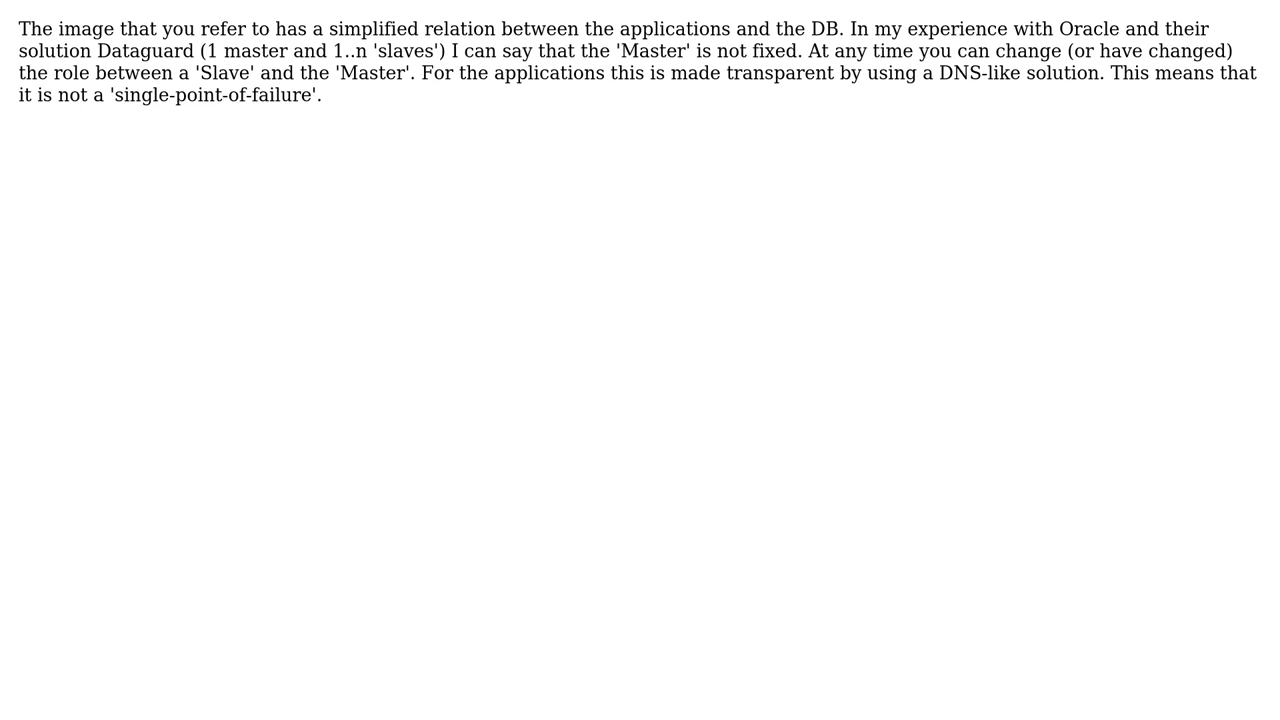 The image that you refer to has a simplified relation between the applications and the DB. In my experience with Oracle and their
solution Dataguard (1 master and 1..n 'slaves') I can say that the 'Master' is not fixed. At any time you can change (or have changed)
the role between a 'Slave' and the 'Master'. For the applications this is made transparent by using a DNS-like solution. This means that
it is not a 'single-point-of-failure'.